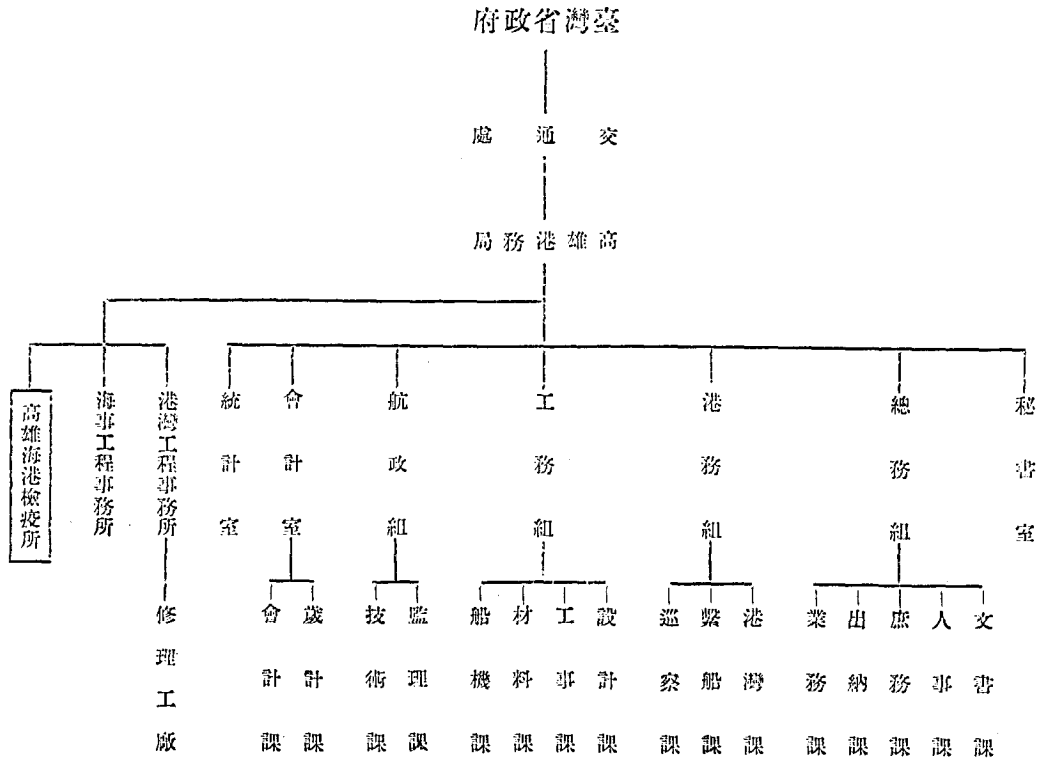 臺灣省政府
交通處
高雄港務局
秘書室
總務組
港務組
工務組
航政組
會計室
統計室
港灣工程事務所
海事工程事務所
高雄海港檢疫所
文書課
人事課
庶務課
出納課
業務課
港灣課
繫船課
巡察課
設計課
工事課
材料課
船機課
監理課
技術課
歲計課
會計課
修理工廠